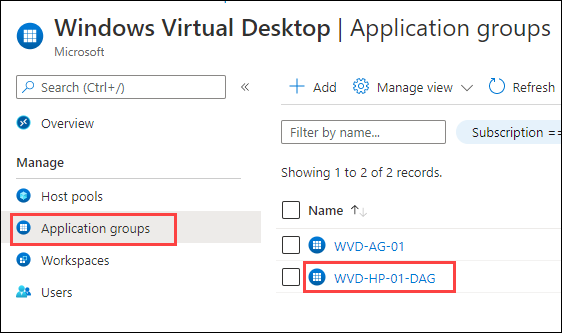 Windows Virtual Desktop | Application groups
Microsoft
Search (Ctrl+/)
«
Overview
Manage
Host pools
Application groups
Workspaces
Users
+ Add
Manage view
Refresh
Filter by name...
Subscription ==
Showing 1 to 2 of 2 records.
Name ↑↓
WVD-AG-01
WVD-HP-01-DAG